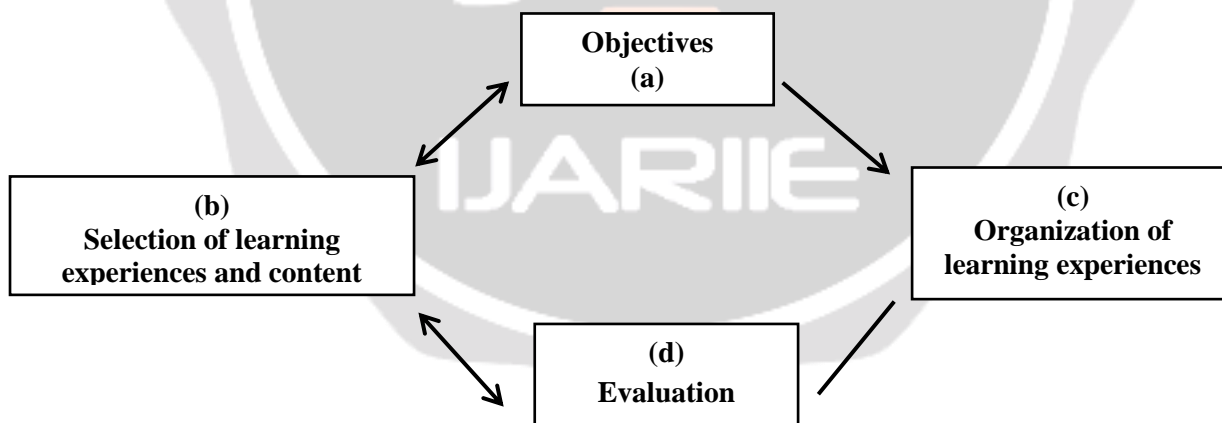 Objectives
(a)
IJARIIE
(b)
Selection of learning
experiences and content
(c)
Organization of
learning experiences
(d)
Evaluation